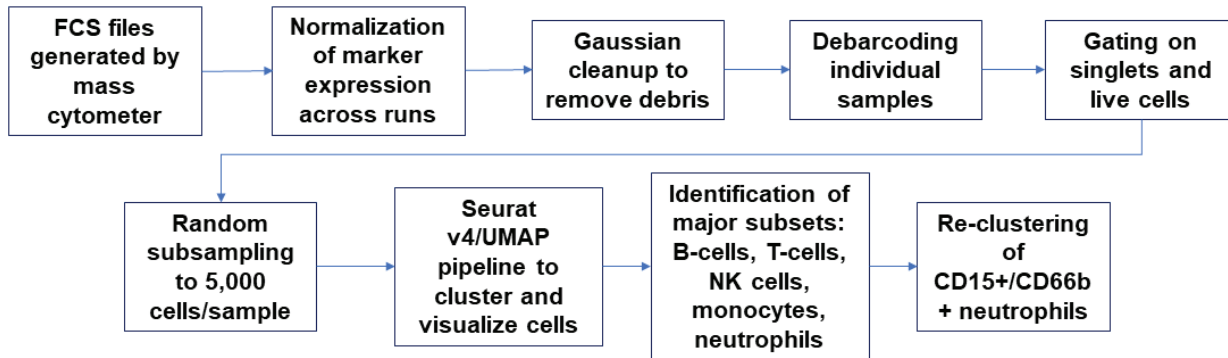 FCS files
generated by
mass
cytometer
Normalization
of marker
expression
across runs
Gaussian
cleanup to
remove debris
Debarcoding
individual
samples
Gating on
singlets and
live cells
Random
subsampling
to 5,000
cells/sample
Seurat
v4/UMAP
pipeline to
cluster and
visualize cells
Identification of
major subsets:
B-cells, T-cells,
NK cells,
monocytes,
neutrophils
Re-clustering
of
CD15+/CD66b
+ neutrophils